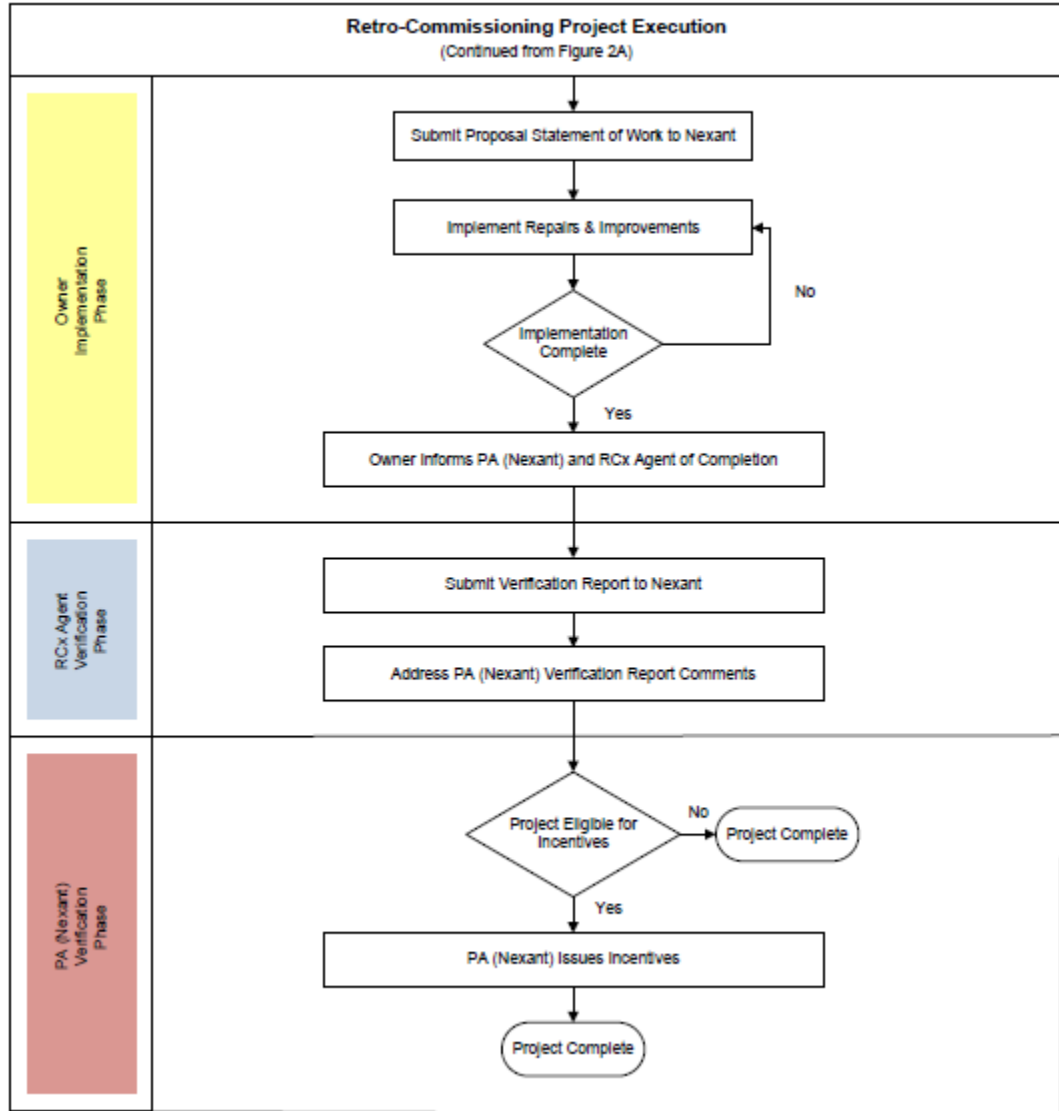 Retro-Commissioning Project Execution
(Continued from Figure 2A)
Owner
Implementation
Phase
Submit Proposal Statement of Work to Nexant
Implement Repairs & Improvements
No
Implementation
Complete
Yes
Owner Informs PA (Nexant) and RCx Agent of Completion
RCx Agent
Verification
Phase
Submit Verification Report to Nexant
Address PA (Nexant) Verification Report Comments
PA (Nexant)
Verification
Phase
Project Eligible for
Incentives
No
Project Complete
Yes
PA (Nexant) Issues Incentives
Project Complete